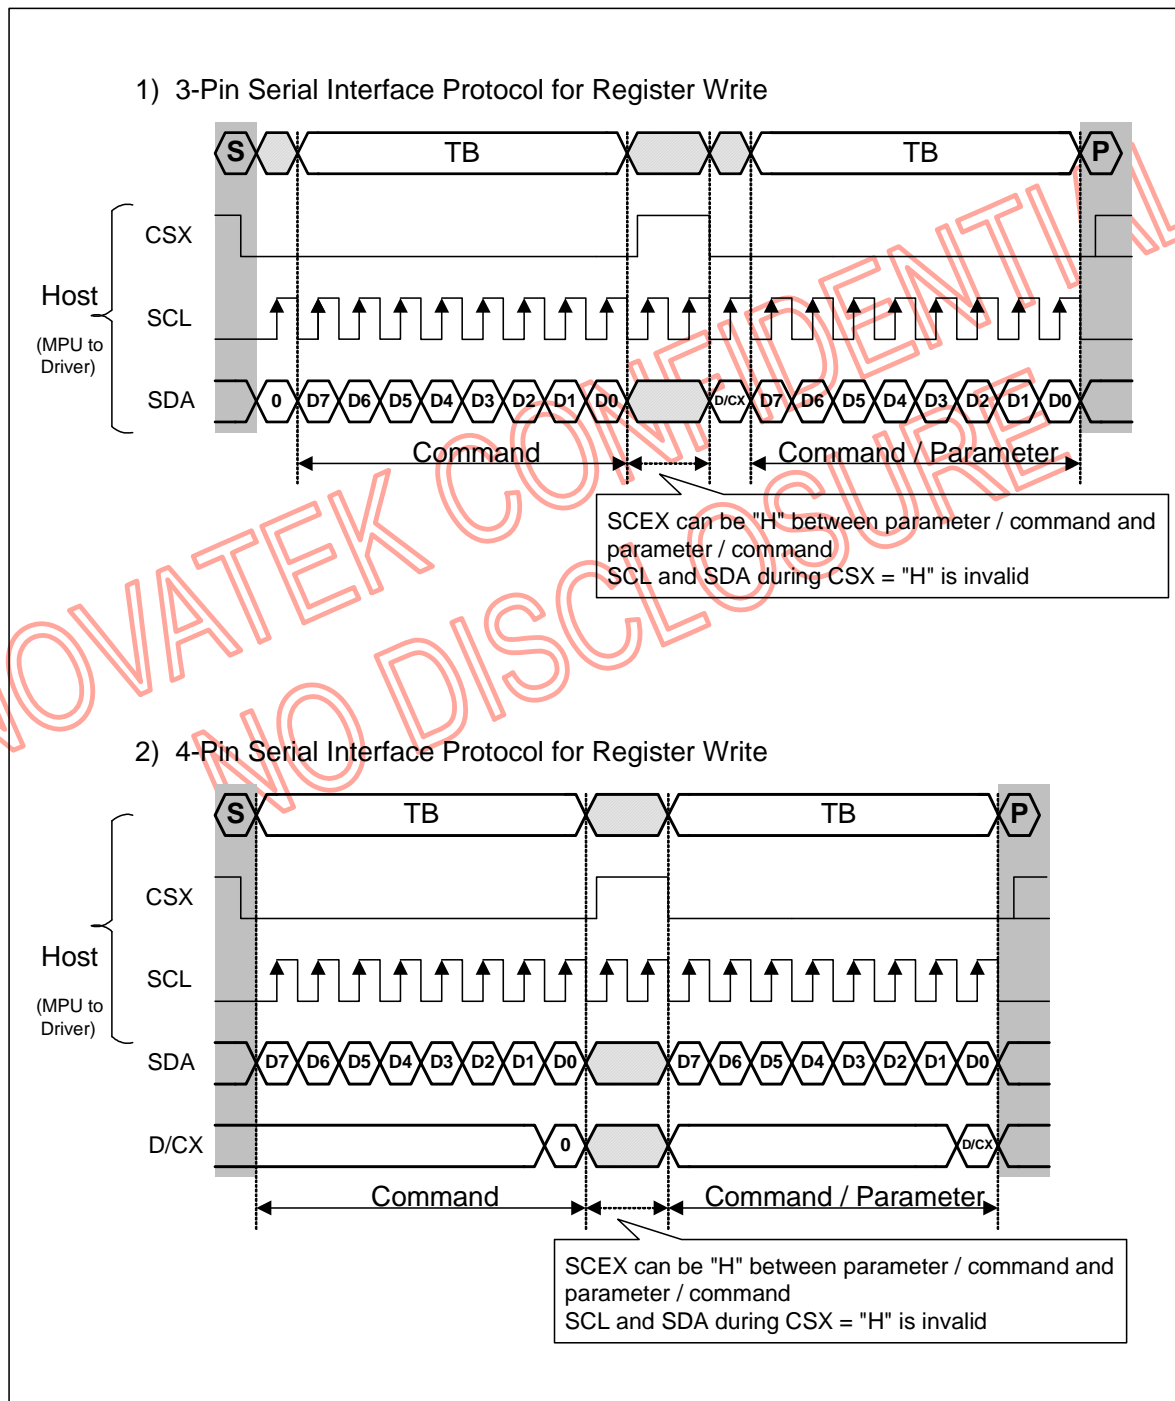 1) 3-Pin Serial Interface Protocol for Register Write
S TB TB P
CSX
Host
(MPU to
Driver)
SCL
SDA 0 D7 D6 D5 D4 D3 D2 D1 D0 D/CX D7 D6 D5 D4 D3 D2 D1 D0
Command Command / Parameter
SCEX can be "H" between parameter / command and
parameter / command
SCL and SDA during CSX = "H" is invalid
NOVATEK CONFIDENTIAL
NO DISCLOSURE
2) 4-Pin Serial Interface Protocol for Register Write
S TB TB P
CSX
Host
(MPU to
Driver)
SCL
SDA D7 D6 D5 D4 D3 D2 D1 D0 D7 D6 D5 D4 D3 D2 D1 D0
D/CX 0 D/CX
Command Command / Parameter
SCEX can be "H" between parameter / command and
parameter / command
SCL and SDA during CSX = "H" is invalid